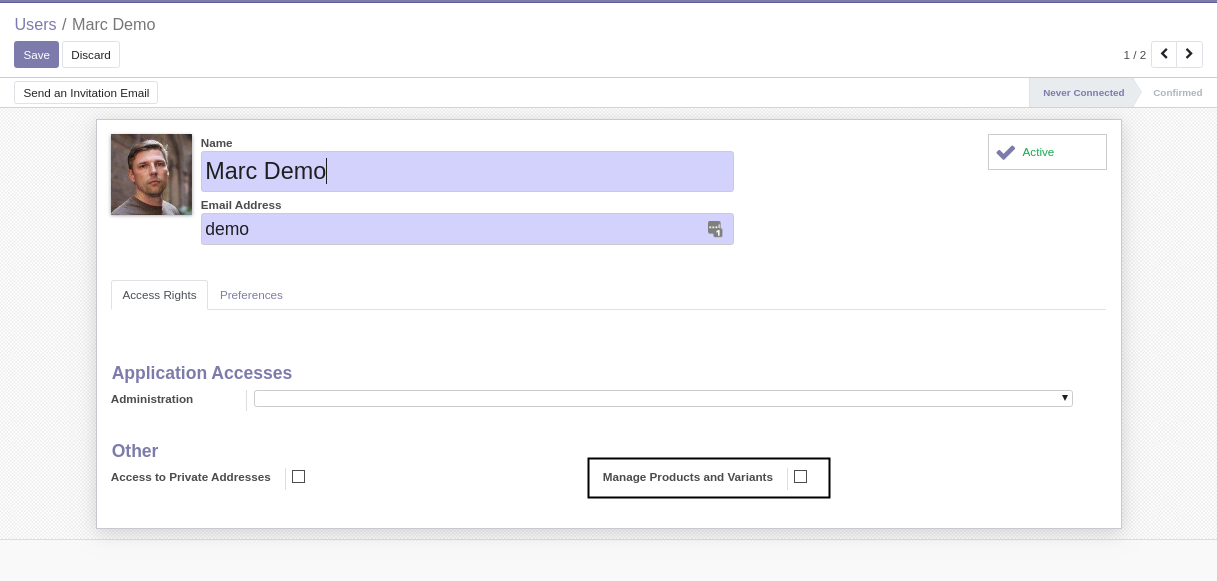 Users / Marc Demo
Save Discard 1 / 2
Send an Invitation Email Never Connected Confirmed
Name
Marc Demo
Active
Email Address
demo
1
Access Rights Preferences
Application Accesses
Administration
Other
Access to Private Addresses Manage Products and Variants